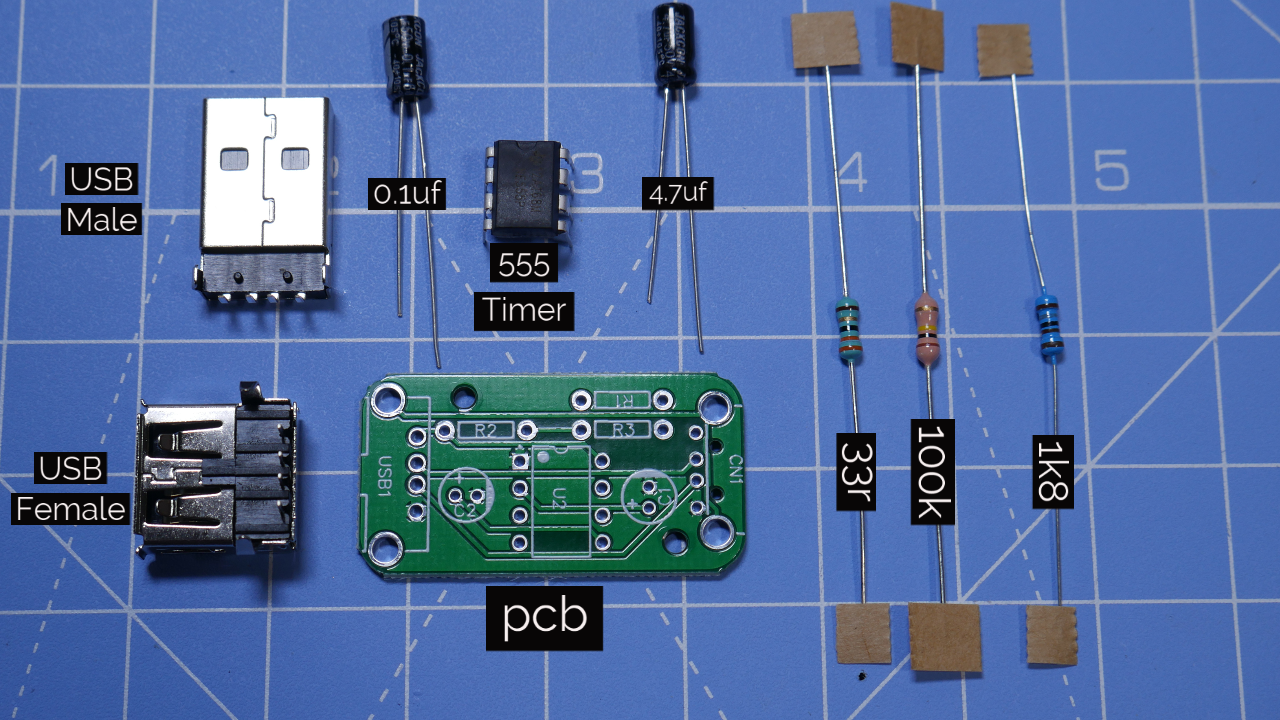 1
2
3
4
5
USB
Male
0.1uf
4.7uf
555
Timer
USB
Female
33r
100k
1k8
R1
R2
R3
USB1
C2
U2
C1
CN1
pcb